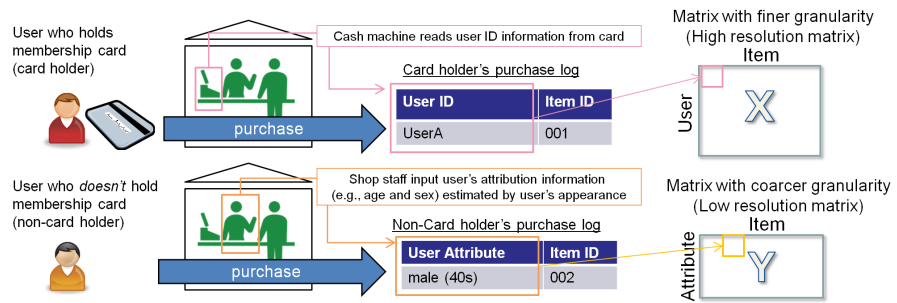 User who holds
membership card
(card holder)
Cash machine reads user ID information from card
Matrix with finer granularity
(High resolution matrix)
Item
User
X
Card holder's purchase log
User ID
Item ID
UserA
001
purchase
User who doesn't hold
membership card
(non-card holder)
Shop staff input user's attribution information
(e.g., age and sex) estimated by user's appearance
Matrix with coarcer granularity
(Low resolution matrix)
Item
Attribute
Y
Non-Card holder's purchase log
User Attribute
Item ID
male (40s)
002
purchase